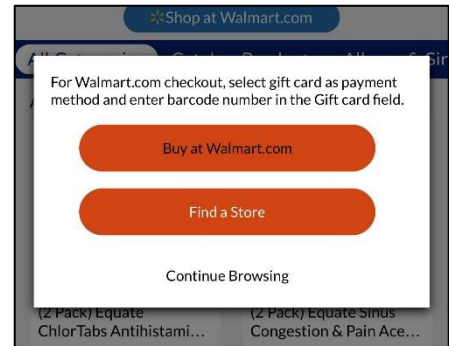 Shop at Walmart.com
For Walmart.com checkout, select gift card as payment
method and enter barcode number in the Gift card field.
Buy at Walmart.com
Find a Store
Continue Browsing
(2 Pack) Equate
ChlorTabs Antihistami...
(2 Pack) Equate Sinus
Congestion & Pain Ace...